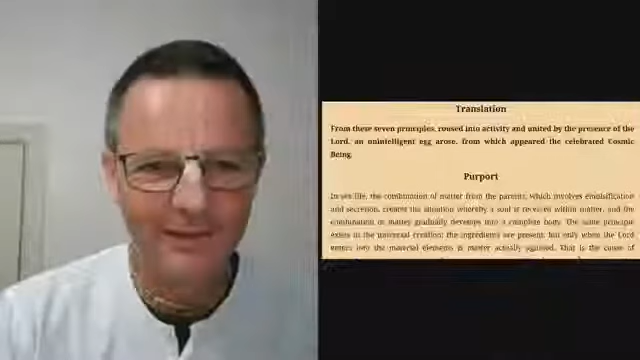 Translation
From these seven principles, roused into activity and united by the presence of the
Lord, an unintelligent egg arose, from which appeared the celebrated Cosmic
Being.
Purport
In sex life, the combination of matter from the parents, which involves emulsification
and secretion, creates the situation whereby a soul is received within matter, and the
combination of matter gradually develops into a complete body. The same principle
exists in the universal creation: the ingredients are present, but only when the Lord
enters into the material elements is matter actually agitated. That is the cause of